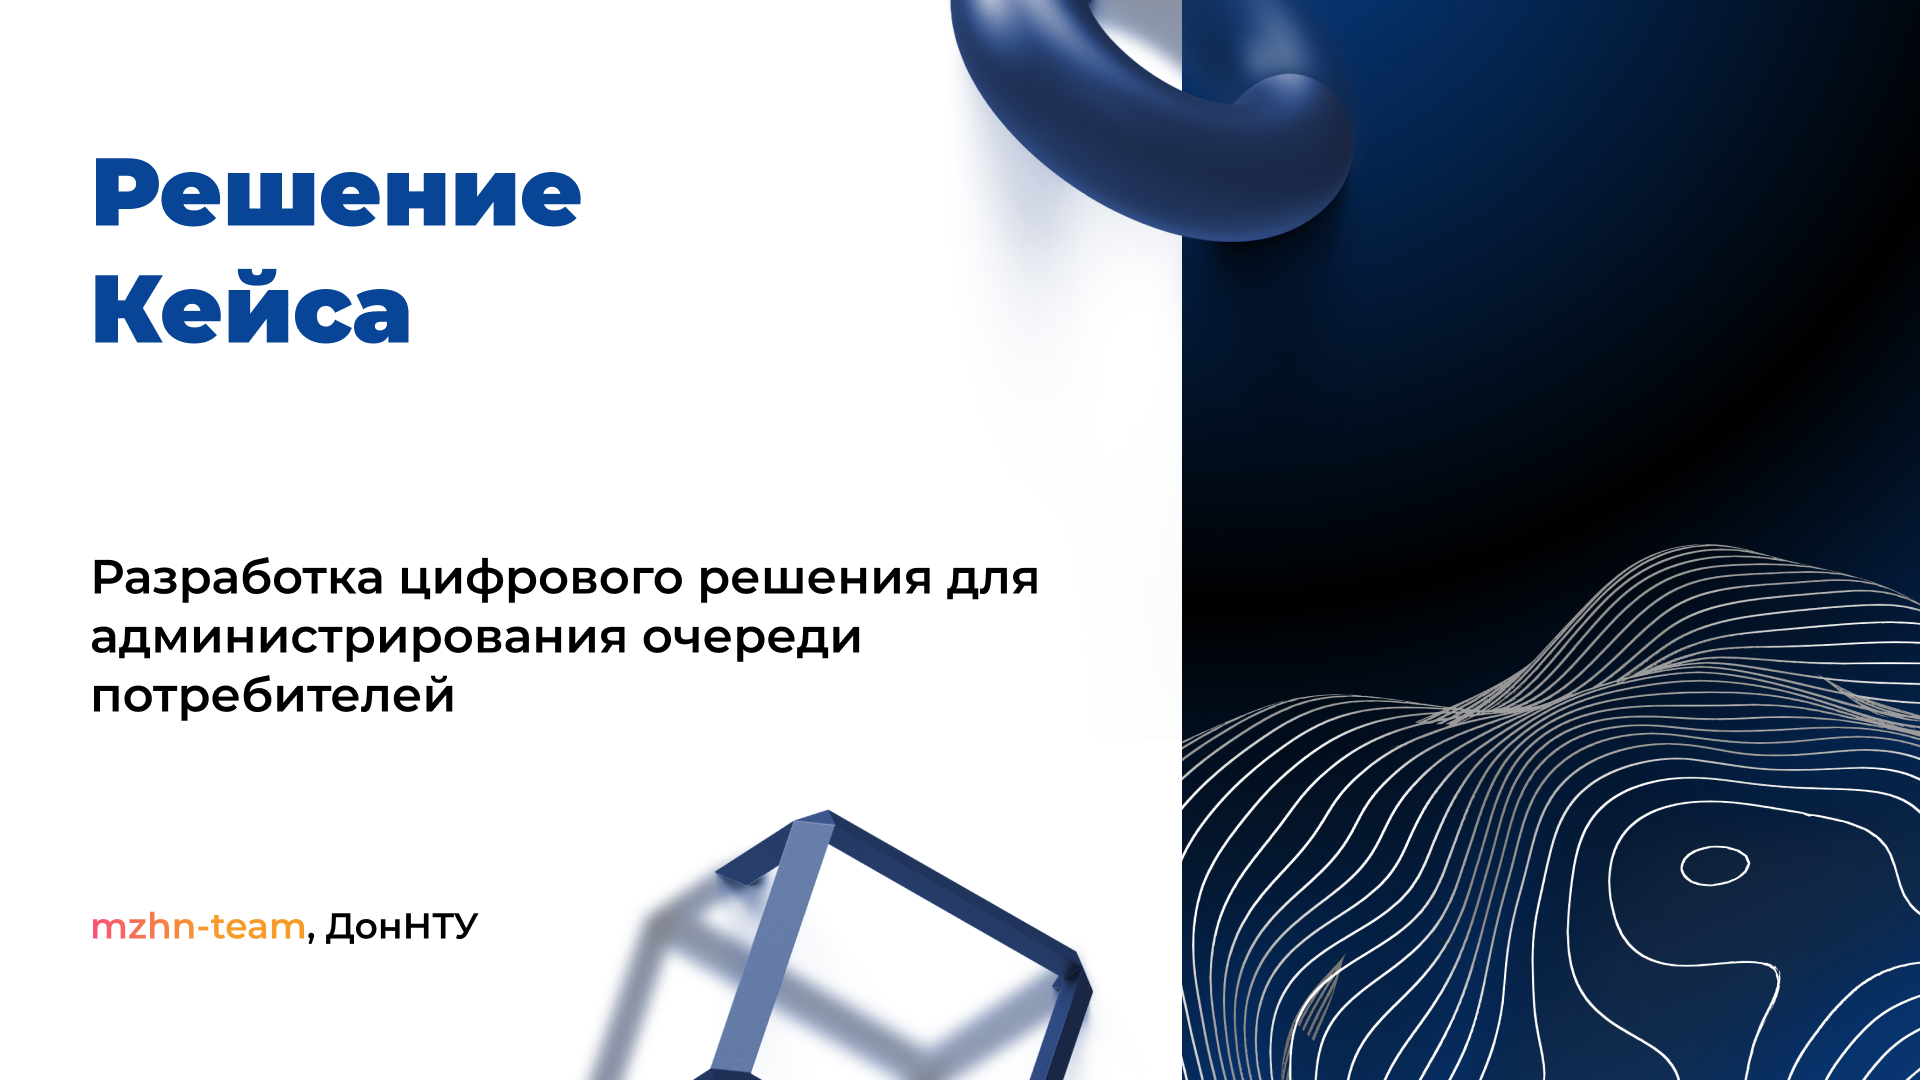 Решение
Кейса
Разработка цифрового решения для
администрирования очереди
потребителей
mzhn-team, ДонНТУ